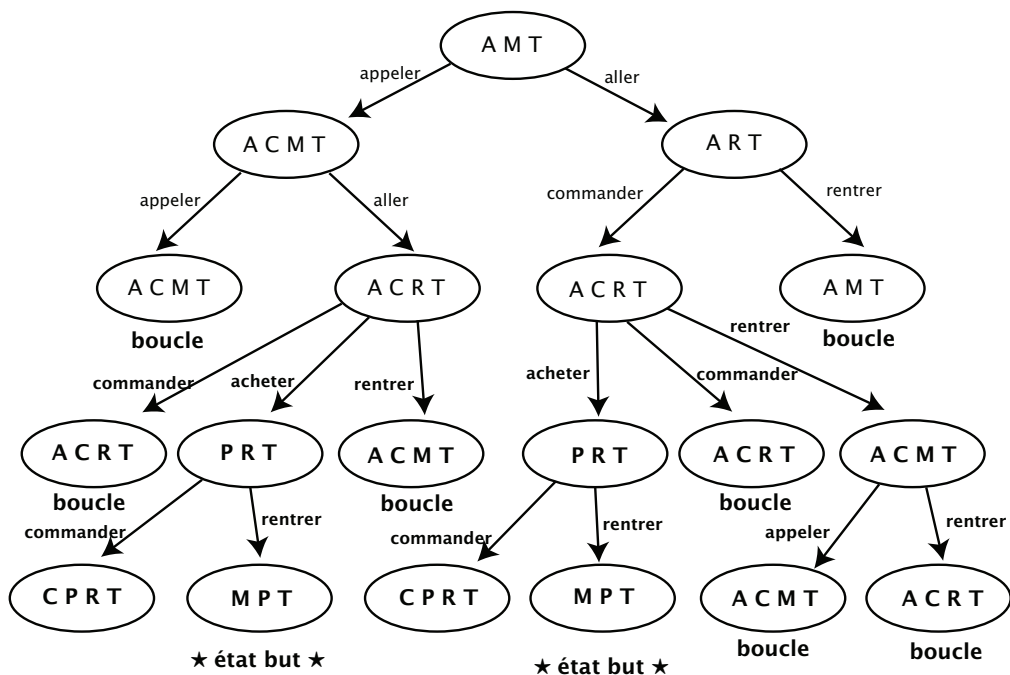 A M T
appeler
aller
A C M T
A R T
appeler
aller
commander
rentrer
A C M T
A C R T
A C R T
A M T
boucle
boucle
commander
acheter
rentrer
acheter
commander
rentrer
A C R T
P R T
A C M T
P R T
A C R T
A C M T
boucle
boucle
boucle
commander
rentrer
commander
rentrer
appeler
rentrer
C P R T
M P T
C P R T
M P T
A C M T
A C R T
boucle
boucle
★ état but ★
★ état but ★